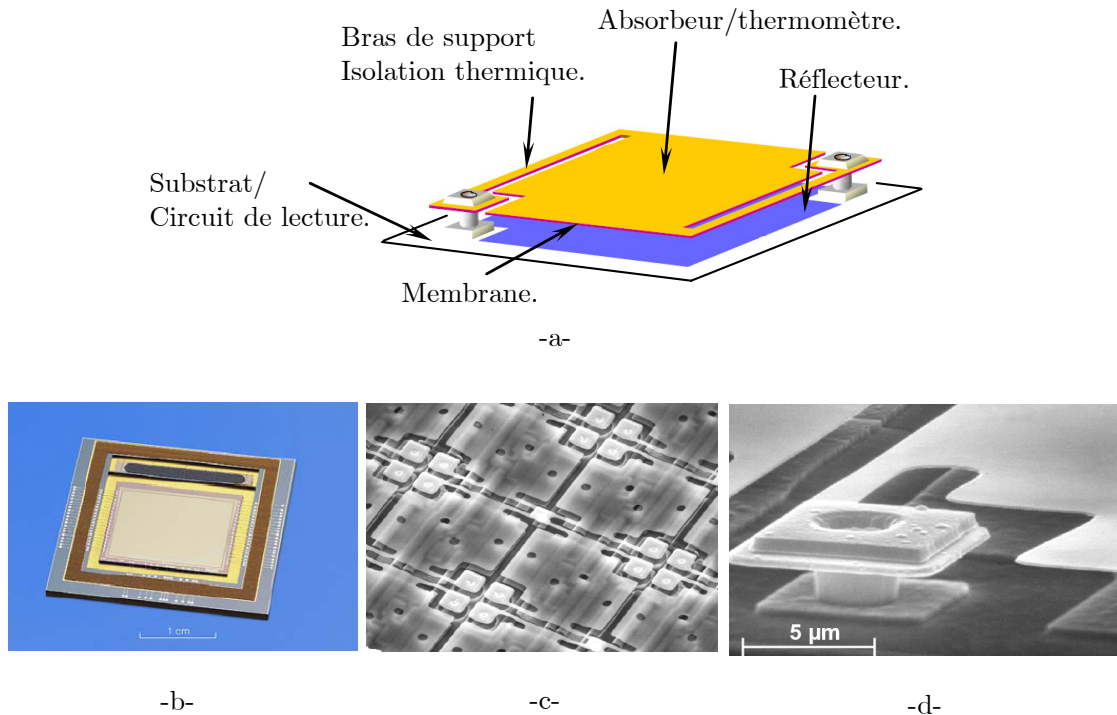 Absorbeur/thermomètre.
Bras de support
Isolation thermique.
Réflecteur.
Substrat/
Circuit de lecture.
Membrane.
-a-
1 cm
5 µm
-b-
-c-
-d-